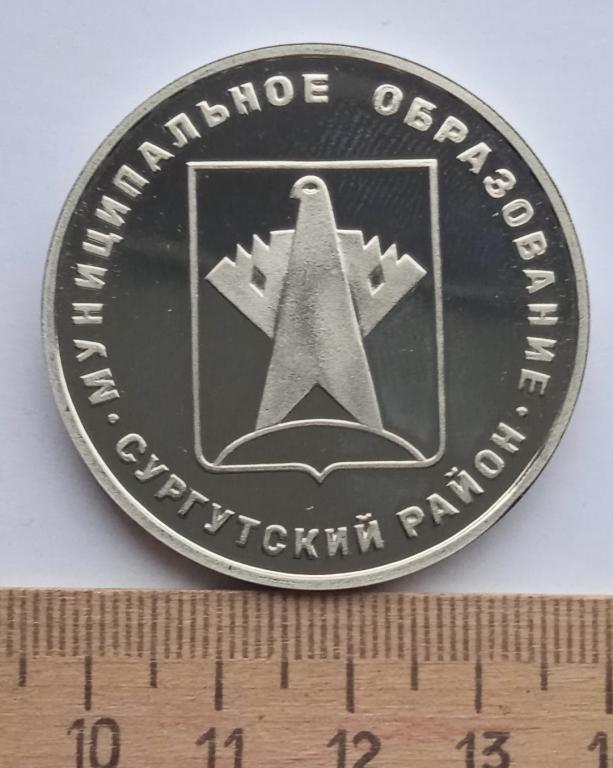 МУНИЦИПАЛЬНОЕ ОБРАЗОВАНИЕ
· СУРГУТСКИЙ РАЙОН ·
10 11 12 13